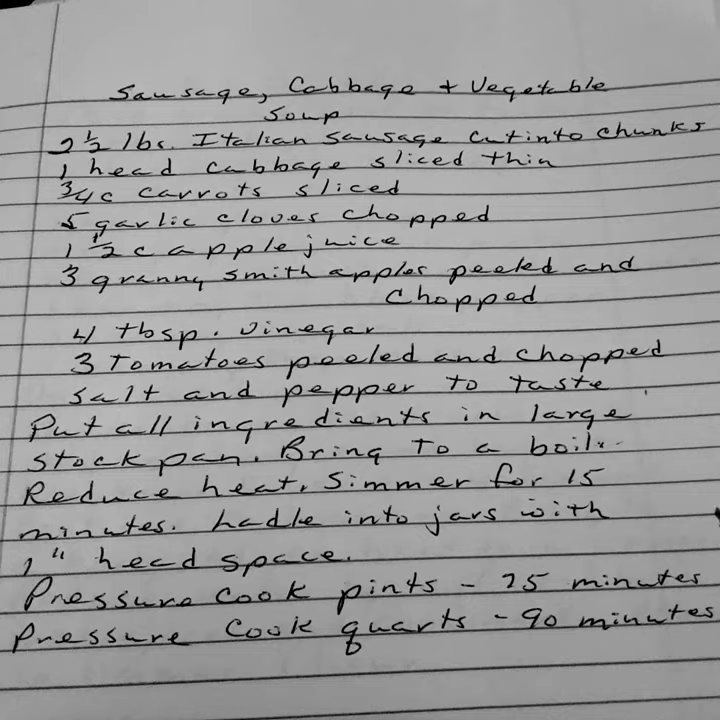 Sausage, Cabbage + Vegetable
Soup
2 1/2 lbs. Italian sausage cut into chunks
1 head cabbage sliced thin
3/4 c carrots sliced
5 garlic cloves chopped
1 1/2 c apple juice
3 granny smith apples peeled and
chopped
4 tbsp. vinegar
3 Tomatoes peeled and chopped
salt and pepper to taste
Put all ingredients in large
stock pan. Bring to a boil.
Reduce heat. Simmer for 15
minutes. Ladle into jars with
1" head space.
Pressure cook pints - 75 minutes
Pressure cook quarts - 90 minutes